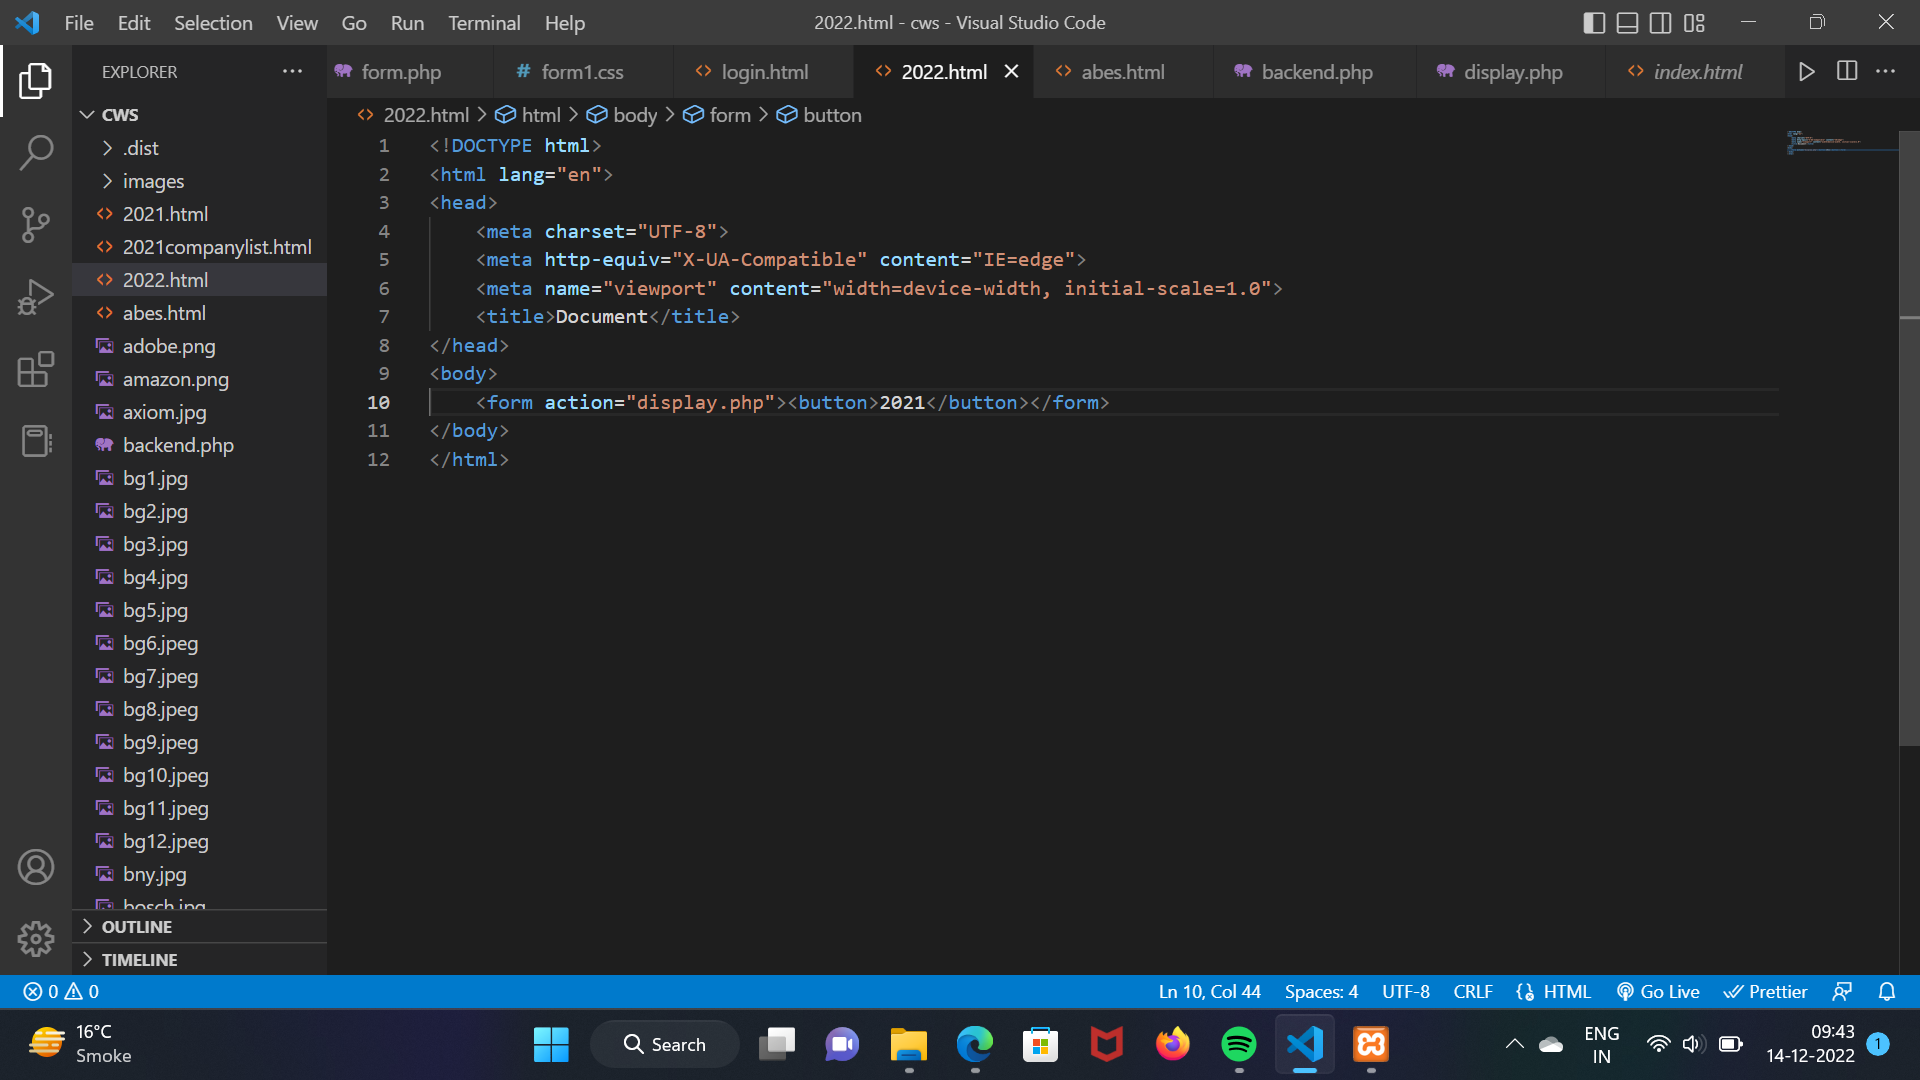 File Edit Selection View Go Run Terminal Help
2022.html - cws - Visual Studio Code
EXPLORER
form.php
# form1.css
login.html
2022.html
abes.html
backend.php
display.php
index.html
CWS
.dist
images
2021.html
2021companylist.html
2022.html
abes.html
adobe.png
amazon.png
axiom.jpg
backend.php
bg1.jpg
bg2.jpg
bg3.jpg
bg4.jpg
bg5.jpg
bg6.jpeg
bg7.jpeg
bg8.jpeg
bg9.jpeg
bg10.jpeg
bg11.jpeg
bg12.jpeg
bny.jpg
bosch.jpg
OUTLINE
TIMELINE
2022.html > html > body > form > button
1 <!DOCTYPE html>
2 <html lang="en">
3 <head>
4 <meta charset="UTF-8">
5 <meta http-equiv="X-UA-Compatible" content="IE=edge">
6 <meta name="viewport" content="width=device-width, initial-scale=1.0">
7 <title>Document</title>
8 </head>
9 <body>
10 <form action="display.php"><button>2021</button></form>
11 </body>
12 </html>
0 0
Ln 10, Col 44 Spaces: 4 UTF-8 CRLF {} HTML Go Live Prettier
16°C
Smoke
Search
ENG
IN
09:43
14-12-2022
1